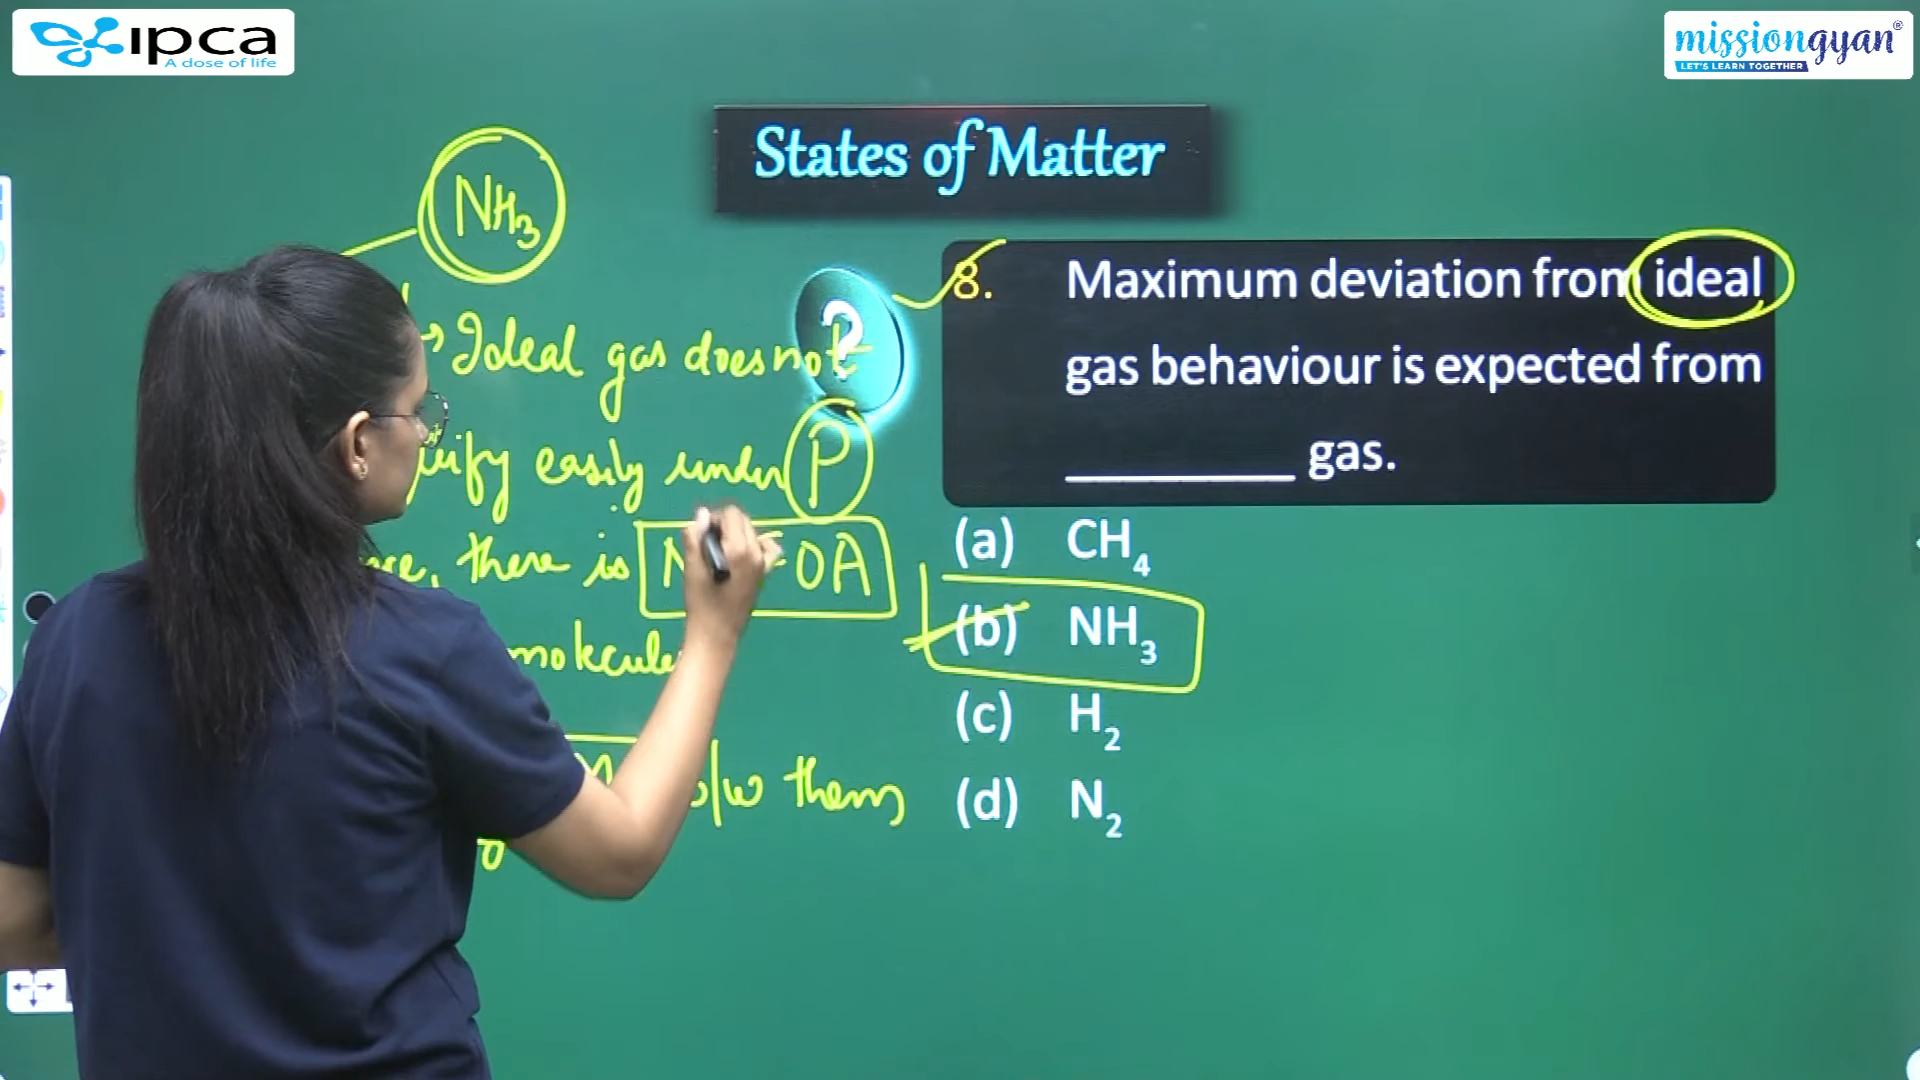 ipca
A dose of life
missiongyan®
LET'S LEARN TOGETHER
States of Matter
NH3
?
8. Maximum deviation from ideal
gas behaviour is expected from
__________ gas.
→ Ideal gas does not
easily under P
there is OA
b/w them
(a) CH4
(b) NH3
(c) H2
(d) N2